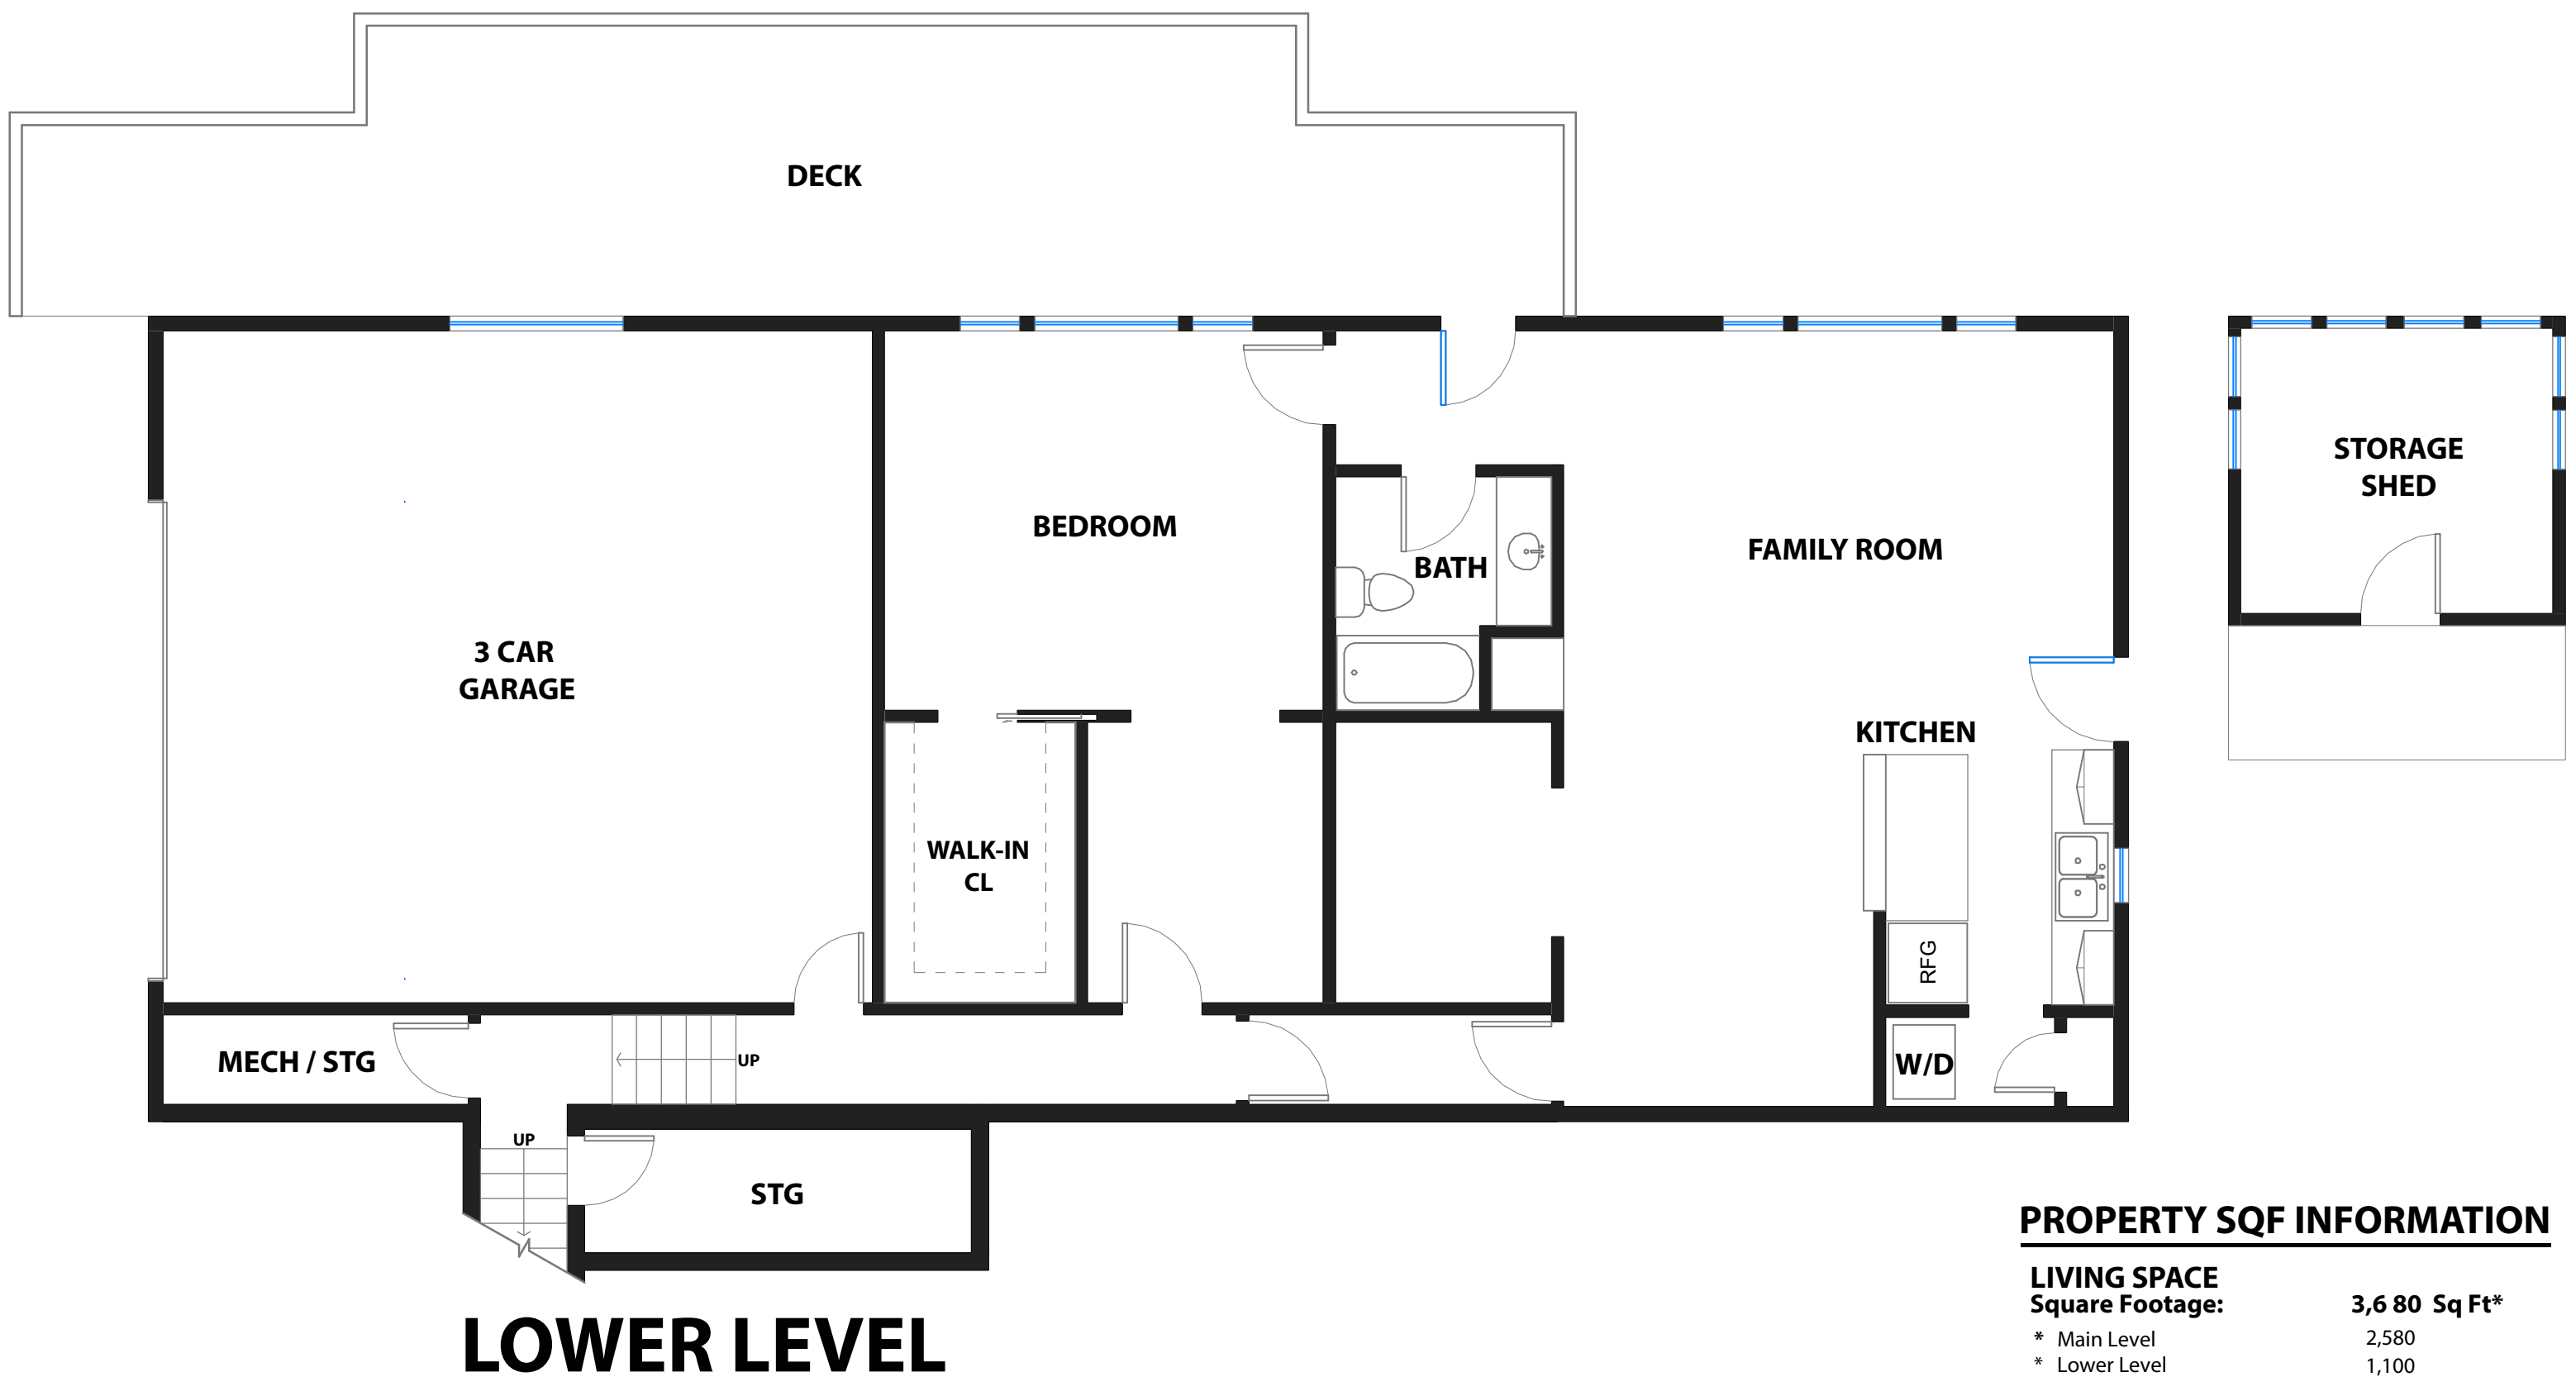 DECK
STORAGE
SHED
BEDROOM
FAMILY ROOM
BATH
3 CAR
GARAGE
KITCHEN
WALK-IN
CL
RFG
MECH / STG
UP
W/D
UP
STG
PROPERTY SQF INFORMATION
LIVING SPACE
Square Footage: 3,6 80 Sq Ft*
* Main Level 2,580
* Lower Level 1,100
LOWER LEVEL